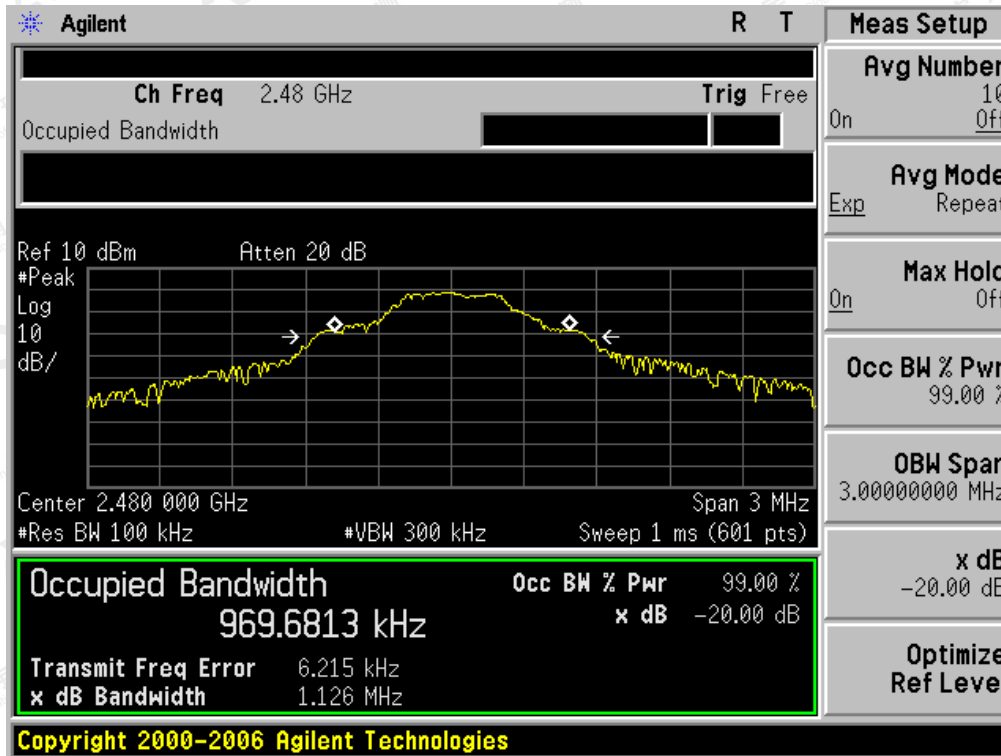 Agilent R T
Ch Freq 2.48 GHz Trig Free
Occupied Bandwidth
Ref 10 dBm Atten 20 dB
#Peak
Log
10
dB/
Center 2.480 000 GHz Span 3 MHz
#Res BW 100 kHz #VBW 300 kHz Sweep 1 ms (601 pts)
Occupied Bandwidth
969.6813 kHz
Occ BW % Pwr 99.00 %
x dB -20.00 dB
Transmit Freq Error 6.215 kHz
x dB Bandwidth 1.126 MHz
Copyright 2000-2006 Agilent Technologies
Meas Setup
Avg Number
10
On Off
Avg Mode
Exp Repeat
Max Hold
On Off
Occ BW % Pwr
99.00 %
OBW Span
3.00000000 MHz
x dB
-20.00 dB
Optimize
Ref Level